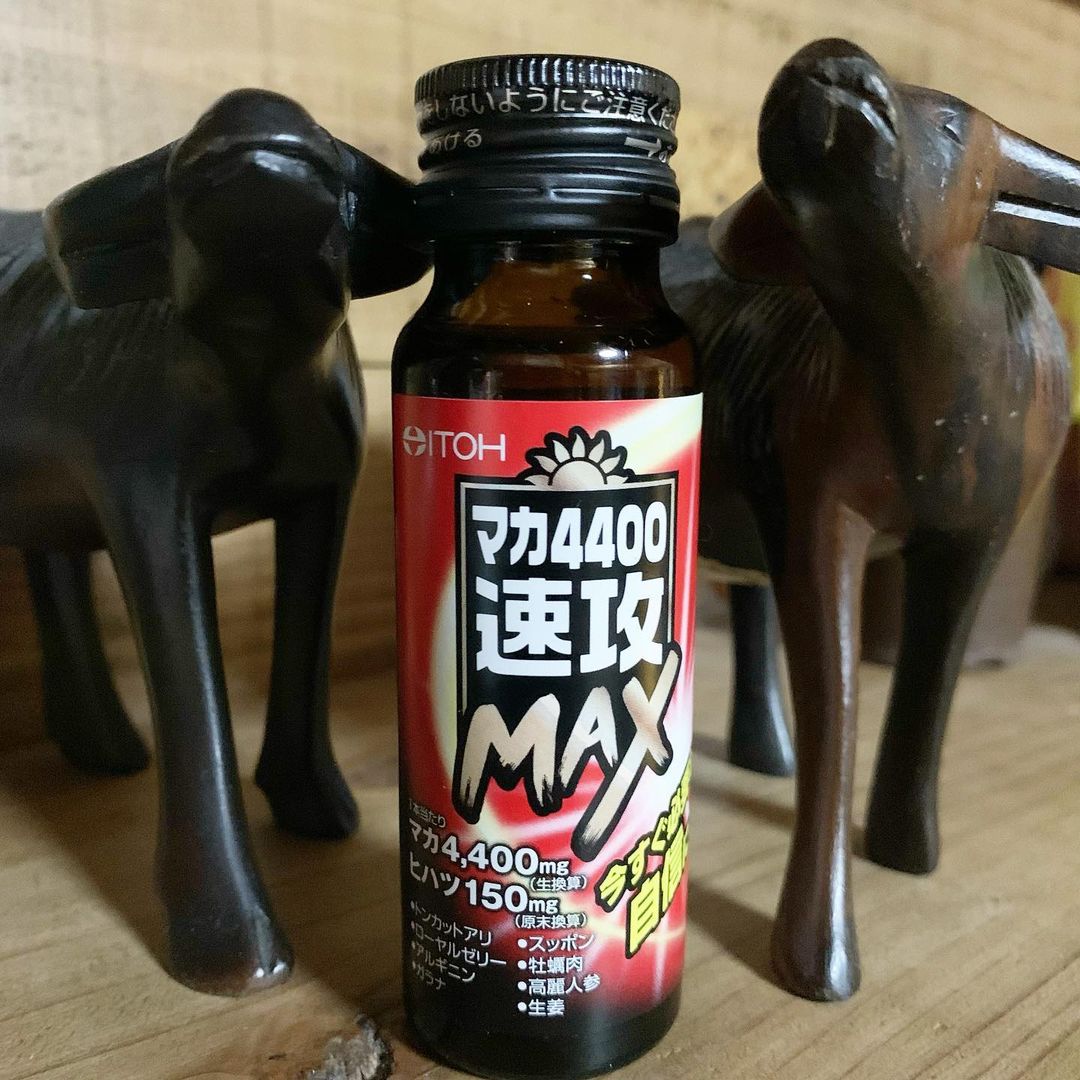 しないようにご注意くだ
あける
ITOH
マカ4400
速攻
MAX
1本当たり
マカ4,400mg
(生換算)
ヒハツ150mg
(原末換算)
•トンカットアリ
•ローヤルゼリー
•アルギニン
•ガラナ
•スッポン
•牡蠣肉
•高麗人参
•生姜
今すぐ必
自信